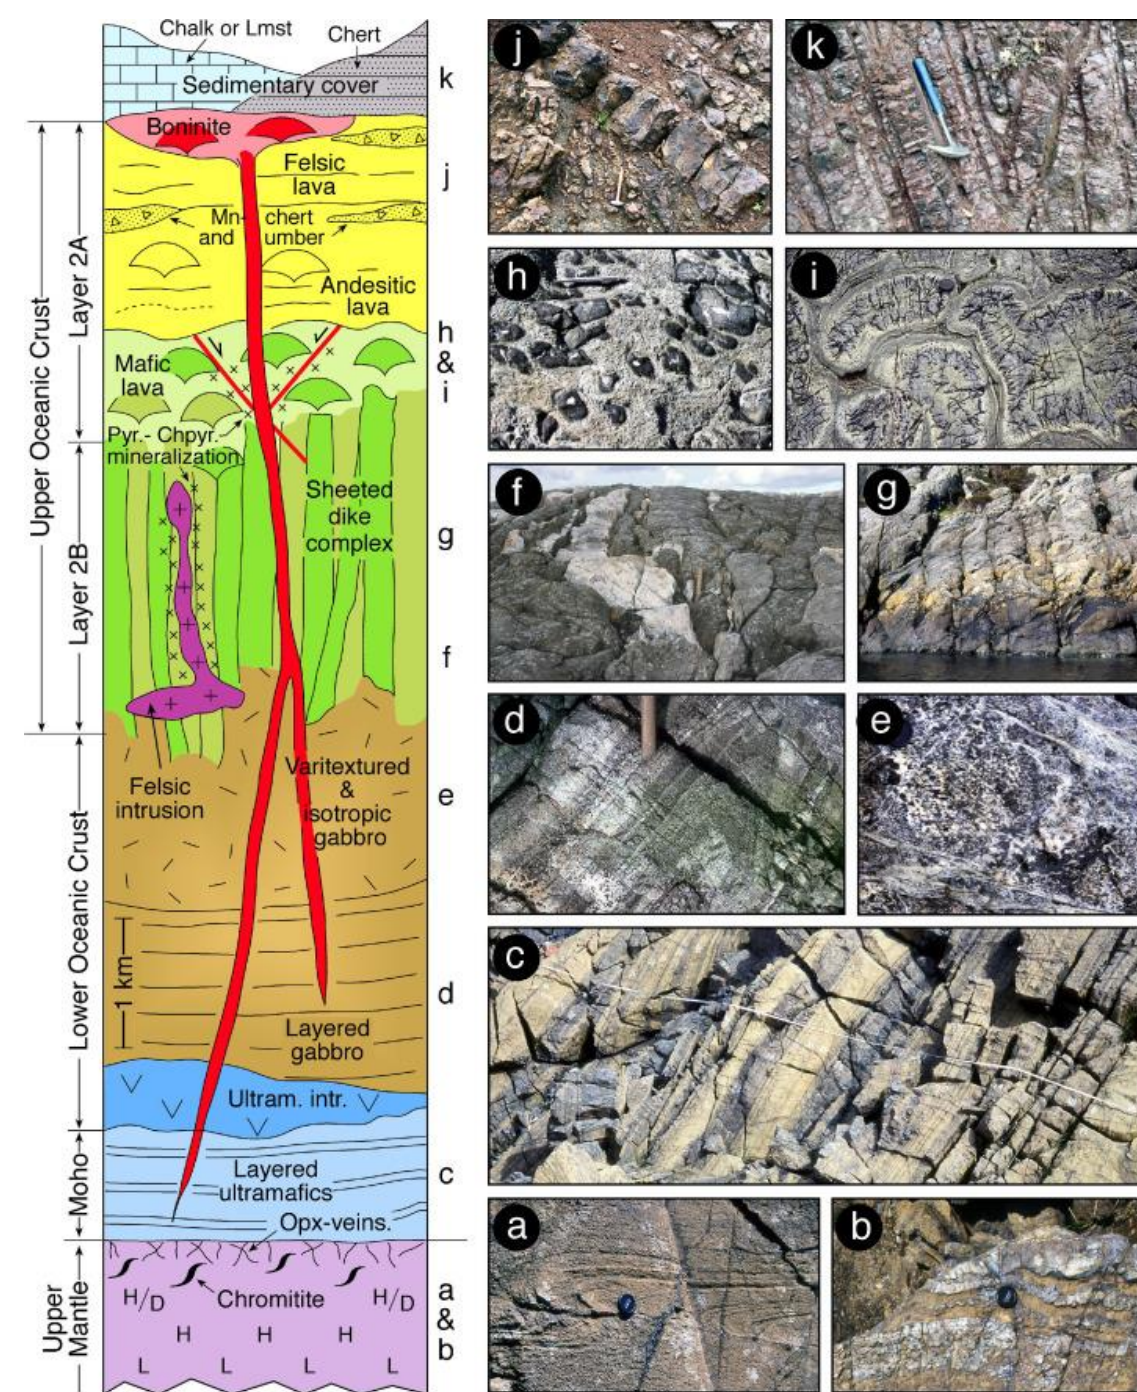 Chalk or Lmst
Chert
Sedimentary cover
k
Boninite
Felsic
lava
j
Mn- chert
and umber
Andesitic
lava
h
&
i
Mafic
lava
Pyr.- Chpyr.
mineralization
Sheeted
dike
complex
g
f
Felsic
intrusion
Varitextured
&
isotropic
gabbro
e
1 km
d
Layered
gabbro
Ultram. intr.
Layered
ultramafics
c
Opx-veins.
H/D
Chromitite
H/D
H H H
L L L L
a
&
b
Upper Oceanic Crust
Layer 2A
Layer 2B
Lower Oceanic Crust
Moho
Upper
Mantle
j
k
h
i
f
g
d
e
c
a
b